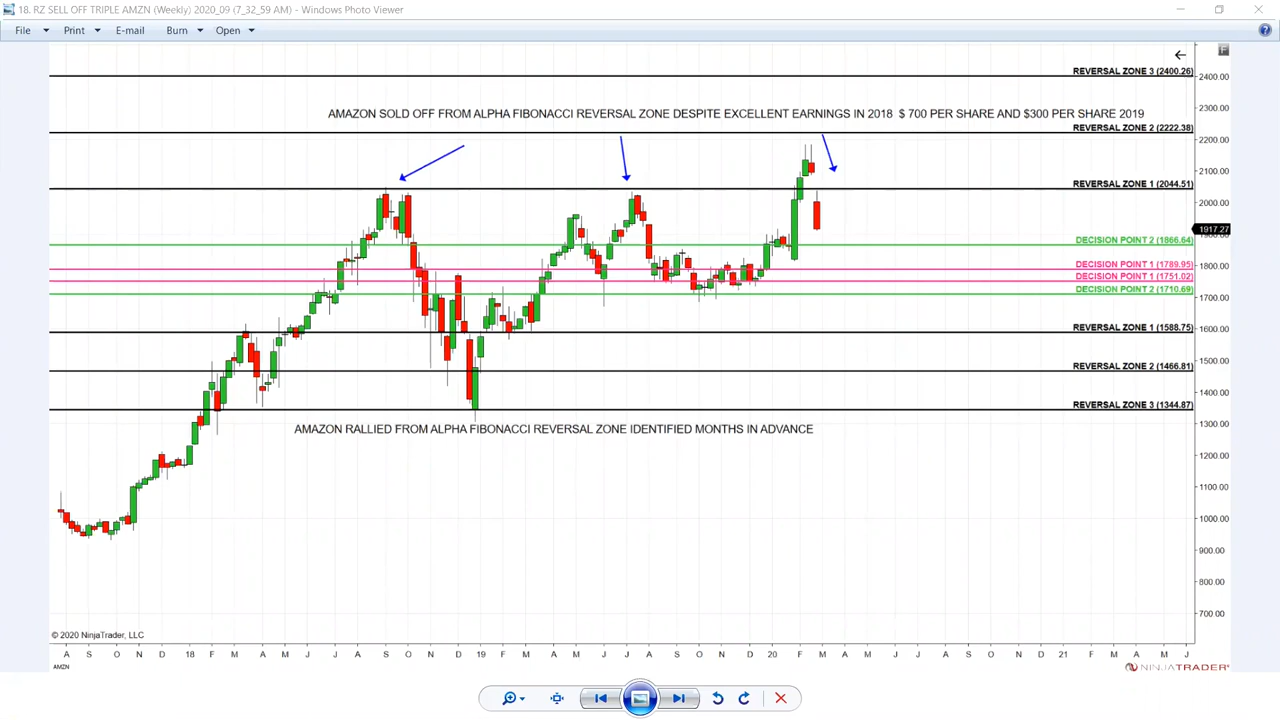 18. RZ SELL OFF TRIPLE AMZN (Weekly) 2020_09 (7_32_59 AM) - Windows Photo Viewer
File Print E-mail Burn Open
F
REVERSAL ZONE 3 (2400.26)
2400.00
2300.00
AMAZON SOLD OFF FROM ALPHA FIBONACCI REVERSAL ZONE DESPITE EXCELLENT EARNINGS IN 2018 $ 700 PER SHARE AND $300 PER SHARE 2019
REVERSAL ZONE 2 (2222.38)
2200.00
2100.00
REVERSAL ZONE 1 (2044.51)
2000.00
1917.27
1900.00
DECISION POINT 2 (1866.64)
DECISION POINT 1 (1789.95)
1800.00
DECISION POINT 1 (1751.02)
DECISION POINT 2 (1710.69)
1700.00
REVERSAL ZONE 1 (1588.75)
1600.00
1500.00
REVERSAL ZONE 2 (1466.81)
1400.00
REVERSAL ZONE 3 (1344.87)
AMAZON RALLIED FROM ALPHA FIBONACCI REVERSAL ZONE IDENTIFIED MONTHS IN ADVANCE
1300.00
1200.00
1100.00
1000.00
900.00
800.00
700.00
© 2020 NinjaTrader, LLC
A S O N D 18 F M A M J J A S O N D 19 F M A M J J A S O N D 20 F M A M J J A S O N D 21 F M A M J
AMZN
NINJATRADER